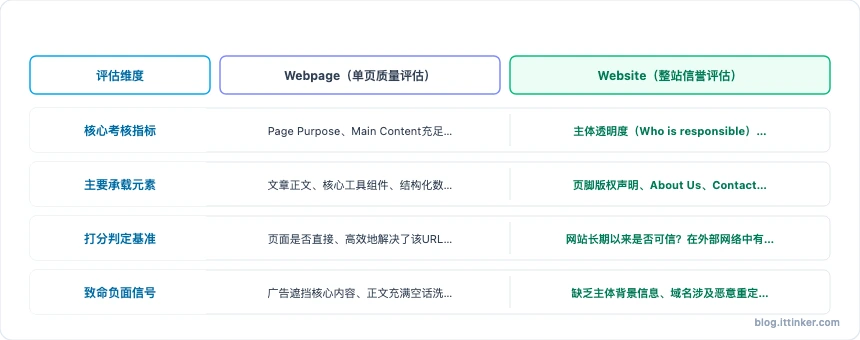 评估维度
Webpage（单页质量评估）
Website（整站信誉评估）
核心考核指标
Page Purpose、Main Content充足...
主体透明度（Who is responsible）...
主要承载元素
文章正文、核心工具组件、结构化数...
页脚版权声明、About Us、Contact...
打分判定基准
页面是否直接、高效地解决了该URL...
网站长期以来是否可信？在外部网络中有...
致命负面信号
广告遮挡核心内容、正文充满空话洗...
缺乏主体背景信息、域名涉及恶意重定...
blog.ittinker.com